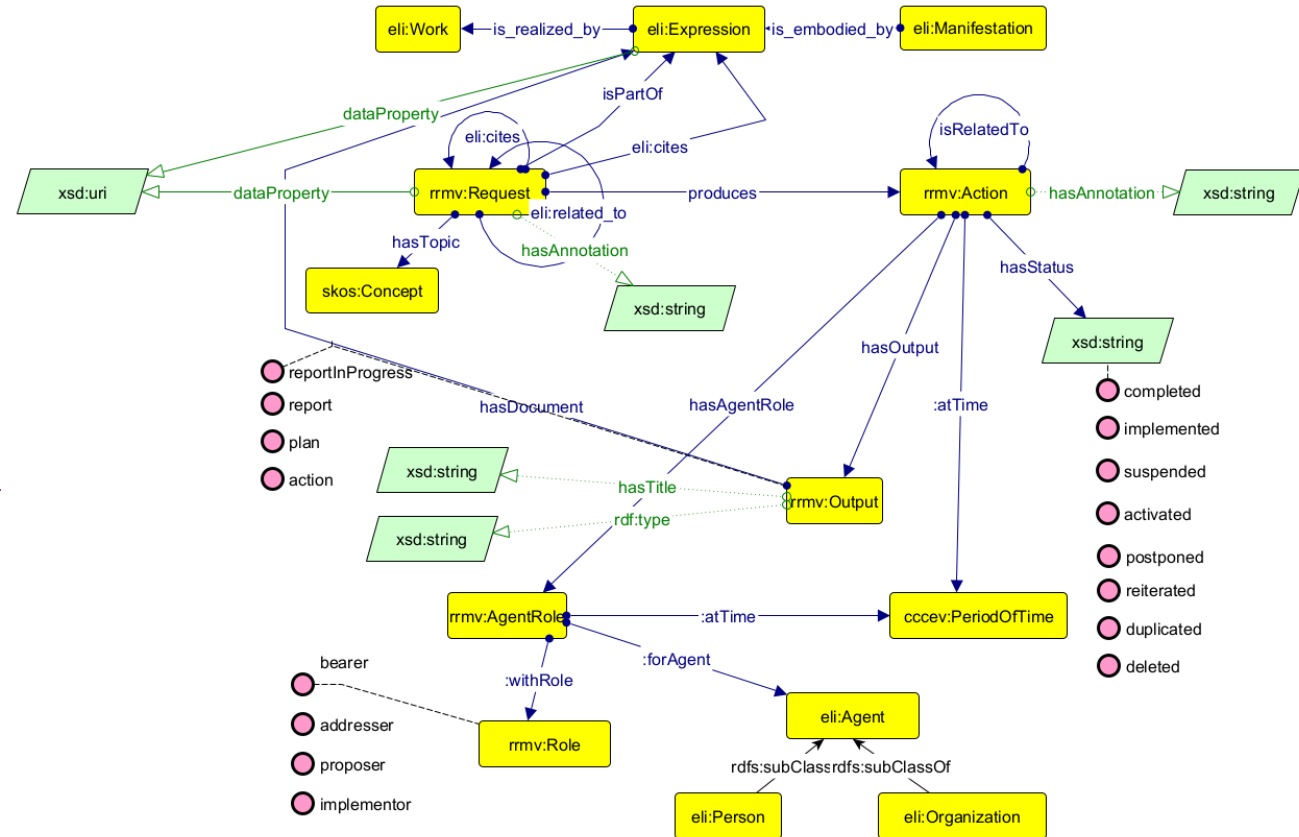 eli:Work
is_realized_by
eli:Expression
is_embodied_by
eli:Manifestation
dataProperty
isPartOf
eli:cites
eli:cites
isRelatedTo
xsd:uri
dataProperty
rrmv:Request
produces
rrmv:Action
hasAnnotation
xsd:string
eli:related_to
hasTopic
hasAnnotation
hasStatus
skos:Concept
xsd:string
xsd:string
hasOutput
reportInProgress
report
plan
action
hasDocument
hasAgentRole
:atTime
completed
implemented
suspended
activated
postponed
reiterated
duplicated
deleted
xsd:string
hasTitle
rrmv:Output
rdf:type
xsd:string
rrmv:AgentRole
:atTime
cccev:PeriodOfTime
bearer
addresser
proposer
implementor
:withRole
:forAgent
rrmv:Role
eli:Agent
rdfs:subClass
rdfs:subClassOf
eli:Person
eli:Organization